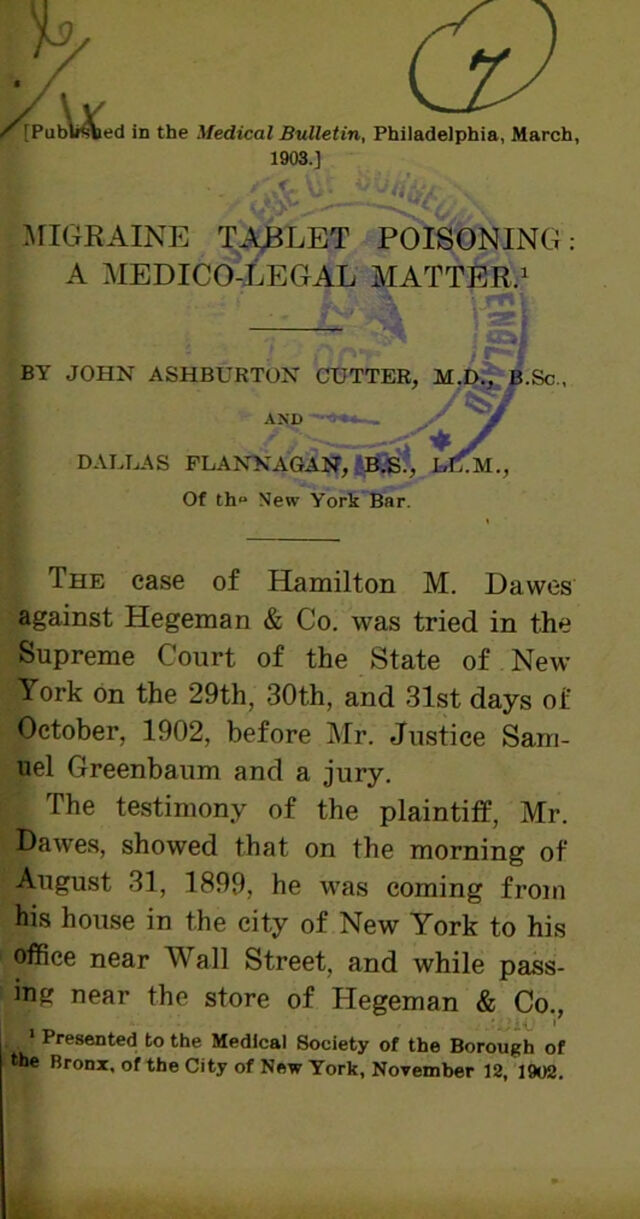 7
[Published in the Medical Bulletin, Philadelphia, March,
1903.]
MIGRAINE TABLET POISONING:
A MEDICO-LEGAL MATTER.¹
BY JOHN ASHBURTON CUTTER, M.D., B.Sc.,
AND
DALLAS FLANNAGAN, B.S., LL.M.,
Of the New York Bar.
THE case of Hamilton M. Dawes
against Hegeman & Co. was tried in the
Supreme Court of the State of New
York on the 29th, 30th, and 31st days of
October, 1902, before Mr. Justice Sam-
uel Greenbaum and a jury.
The testimony of the plaintiff, Mr.
Dawes, showed that on the morning of
August 31, 1899, he was coming from
his house in the city of New York to his
office near Wall Street, and while pass-
ing near the store of Hegeman & Co.,
¹ Presented to the Medical Society of the Borough of
the Bronx, of the City of New York, November 12, 1902.